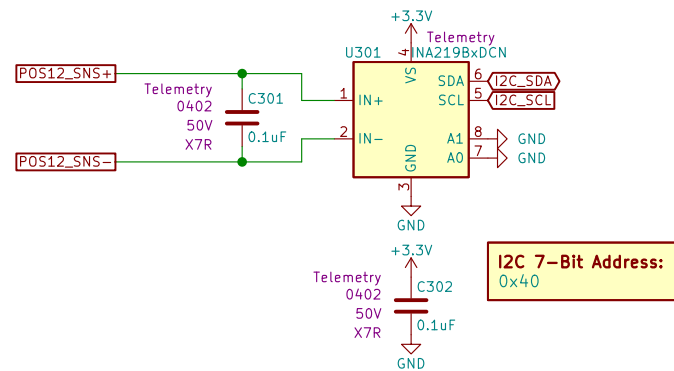 +3.3V
Telemetry
U301 INA219BxDCN
4
VS
POS12_SNS+
SDA 6 I2C_SDA
SCL 5 I2C_SCL
Telemetry
C301
1 IN+
0402
50V
X7R
0.1uF
2 IN-
A1 8 GND
A0 7 GND
POS12_SNS-
GND
3
GND
+3.3V
Telemetry
C302
0402
50V
X7R
0.1uF
GND
I2C 7-Bit Address:
0x40